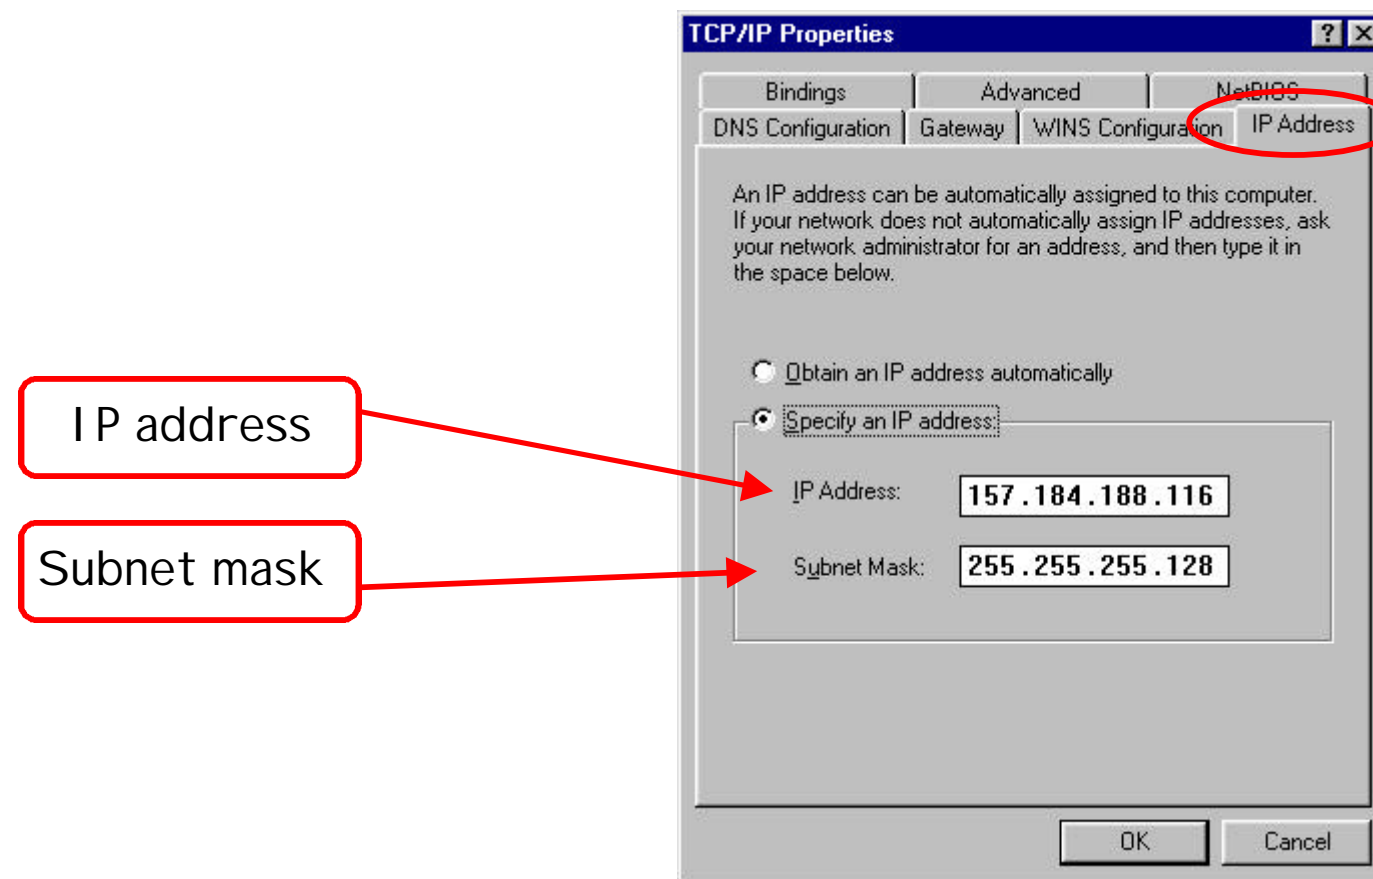 TCP/IP Properties
Bindings Advanced NetBIOS
DNS Configuration Gateway WINS Configuration IP Address
An IP address can be automatically assigned to this computer.
If your network does not automatically assign IP addresses, ask
your network administrator for an address, and then type it in
the space below.
Obtain an IP address automatically
IP address
Specify an IP address:
IP Address: 157.184.188.116
Subnet mask
Subnet Mask: 255.255.255.128
OK Cancel